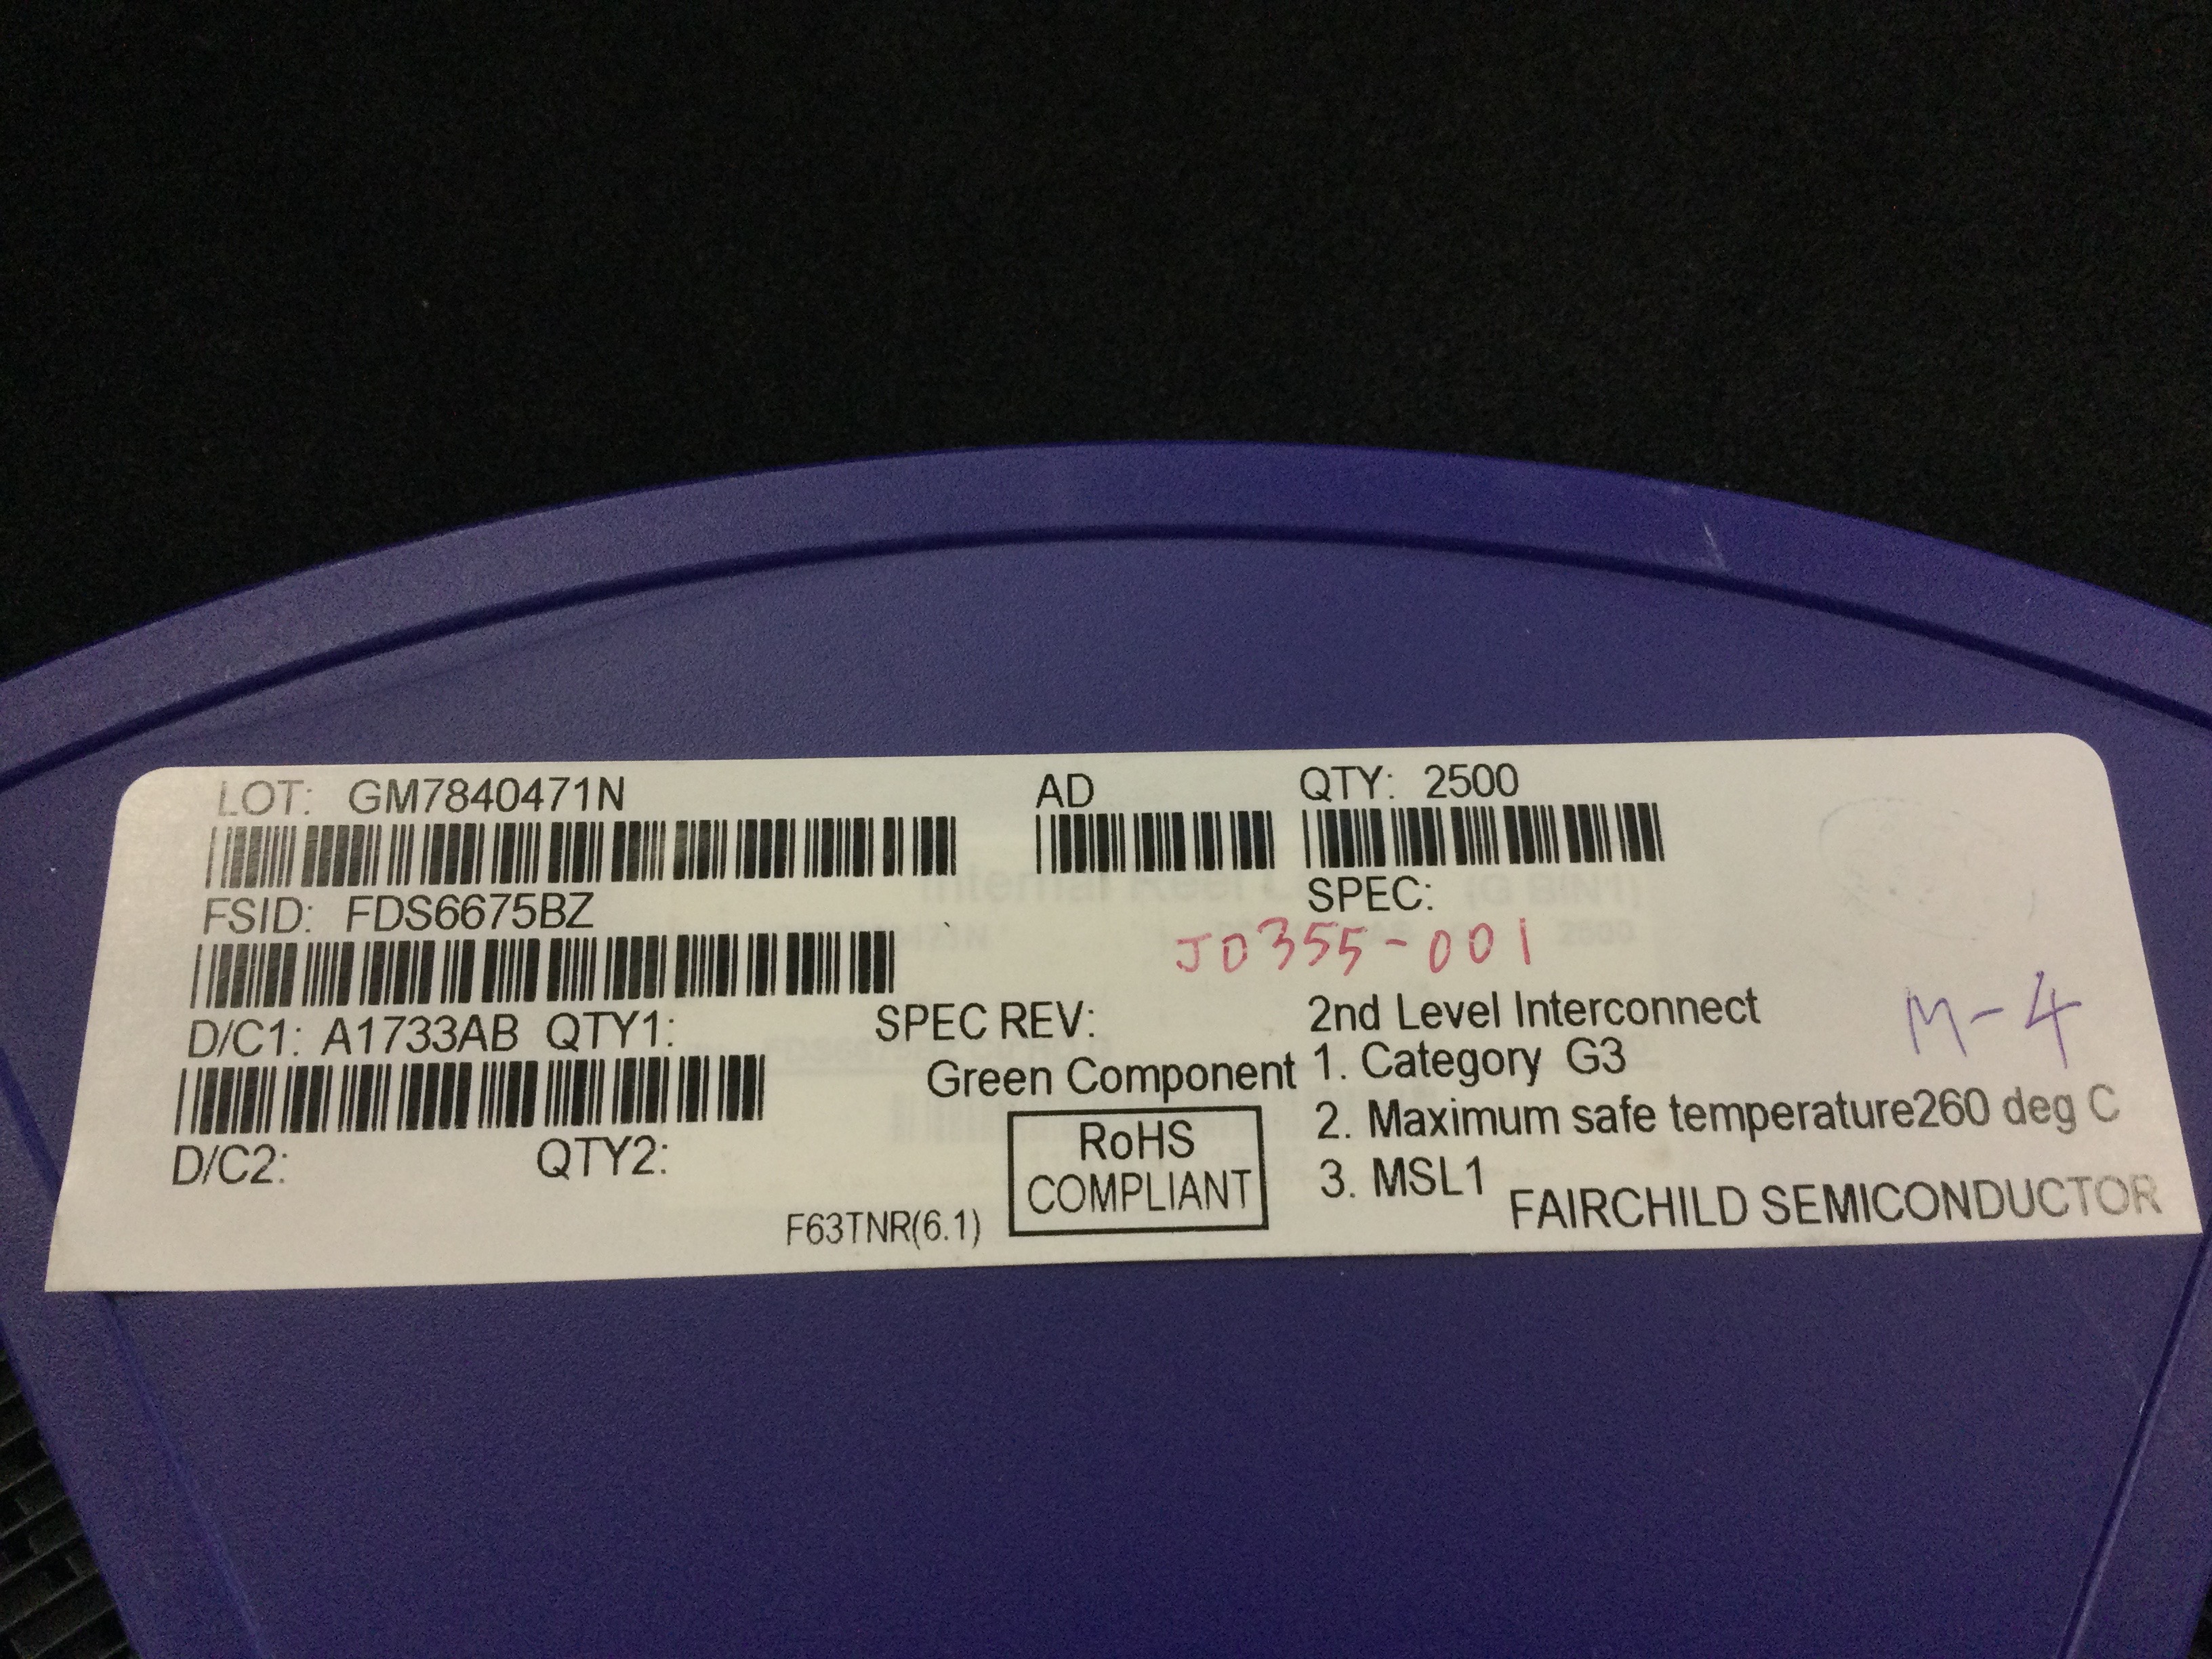 LOT: GM7840471N AD QTY: 2500
FSID: FDS6675BZ SPEC:
J0355-001
D/C1: A1733AB QTY1: SPEC REV: 2nd Level Interconnect
M-4
Green Component 1. Category G3
2. Maximum safe temperature260 deg C
D/C2: QTY2: RoHS
COMPLIANT
3. MSL1
F63TNR(6.1) FAIRCHILD SEMICONDUCTOR
(G BIN1)